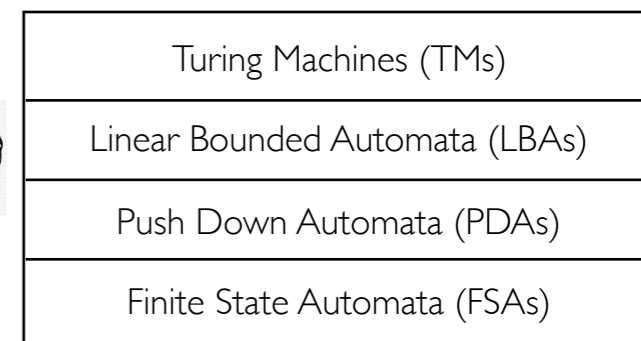 Turing Machines (TMs)
Linear Bounded Automata (LBAs)
Push Down Automata (PDAs)
Finite State Automata (FSAs)